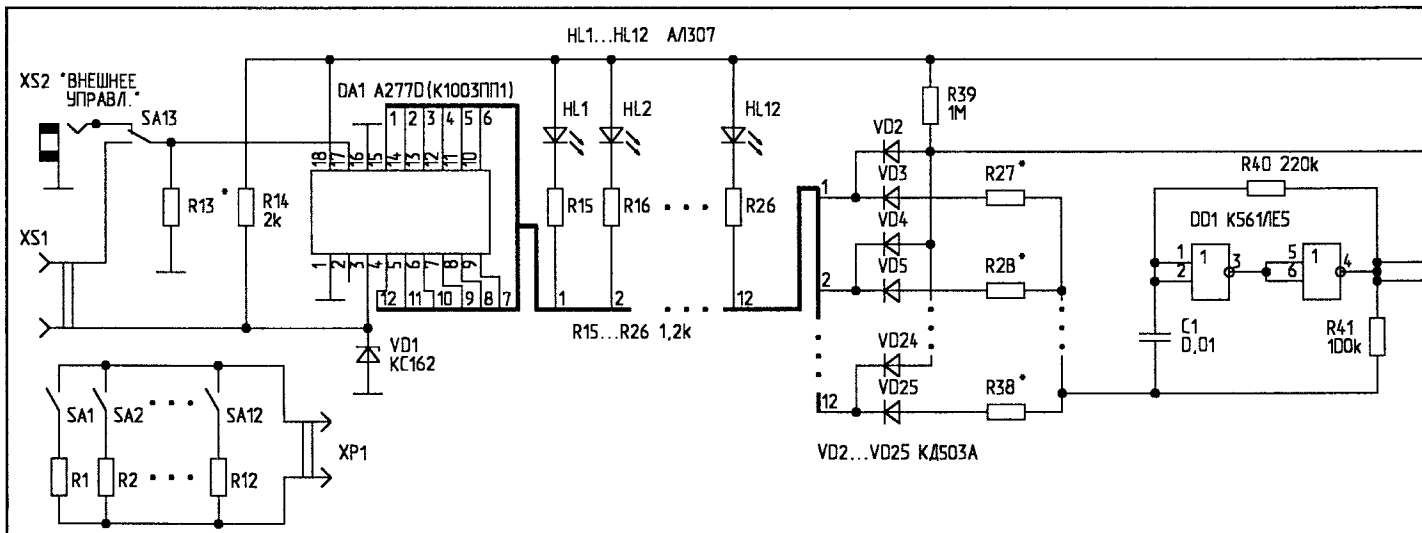 HL1...HL12 АЛ307
XS2 "ВНЕШНЕЕ
УПРАВЛ."
SA13
DA1 A277D(К1003ПП1)
1 2 3 4 5 6
18 17 16 15 14 13 12 11 10
HL1
HL2
HL12
R39
1M
VD2
VD3
R27*
VD4
VD5
R28*
R40 220k
DD1 К561ЛЕ5
R13*
R14
2k
R15
R16
R26
XS1
1
2
1
3
5
6
1
4
1 2 3 4 5 6 7 8 9
12 11 10 9 8 7
1
2
12
1
2
12
R15...R26 1,2k
VD1
КС162
VD24
VD25
R38*
C1
0,01
R41
100k
SA1
SA2
SA12
XP1
R1
R2
R12
VD2...VD25 КД503А